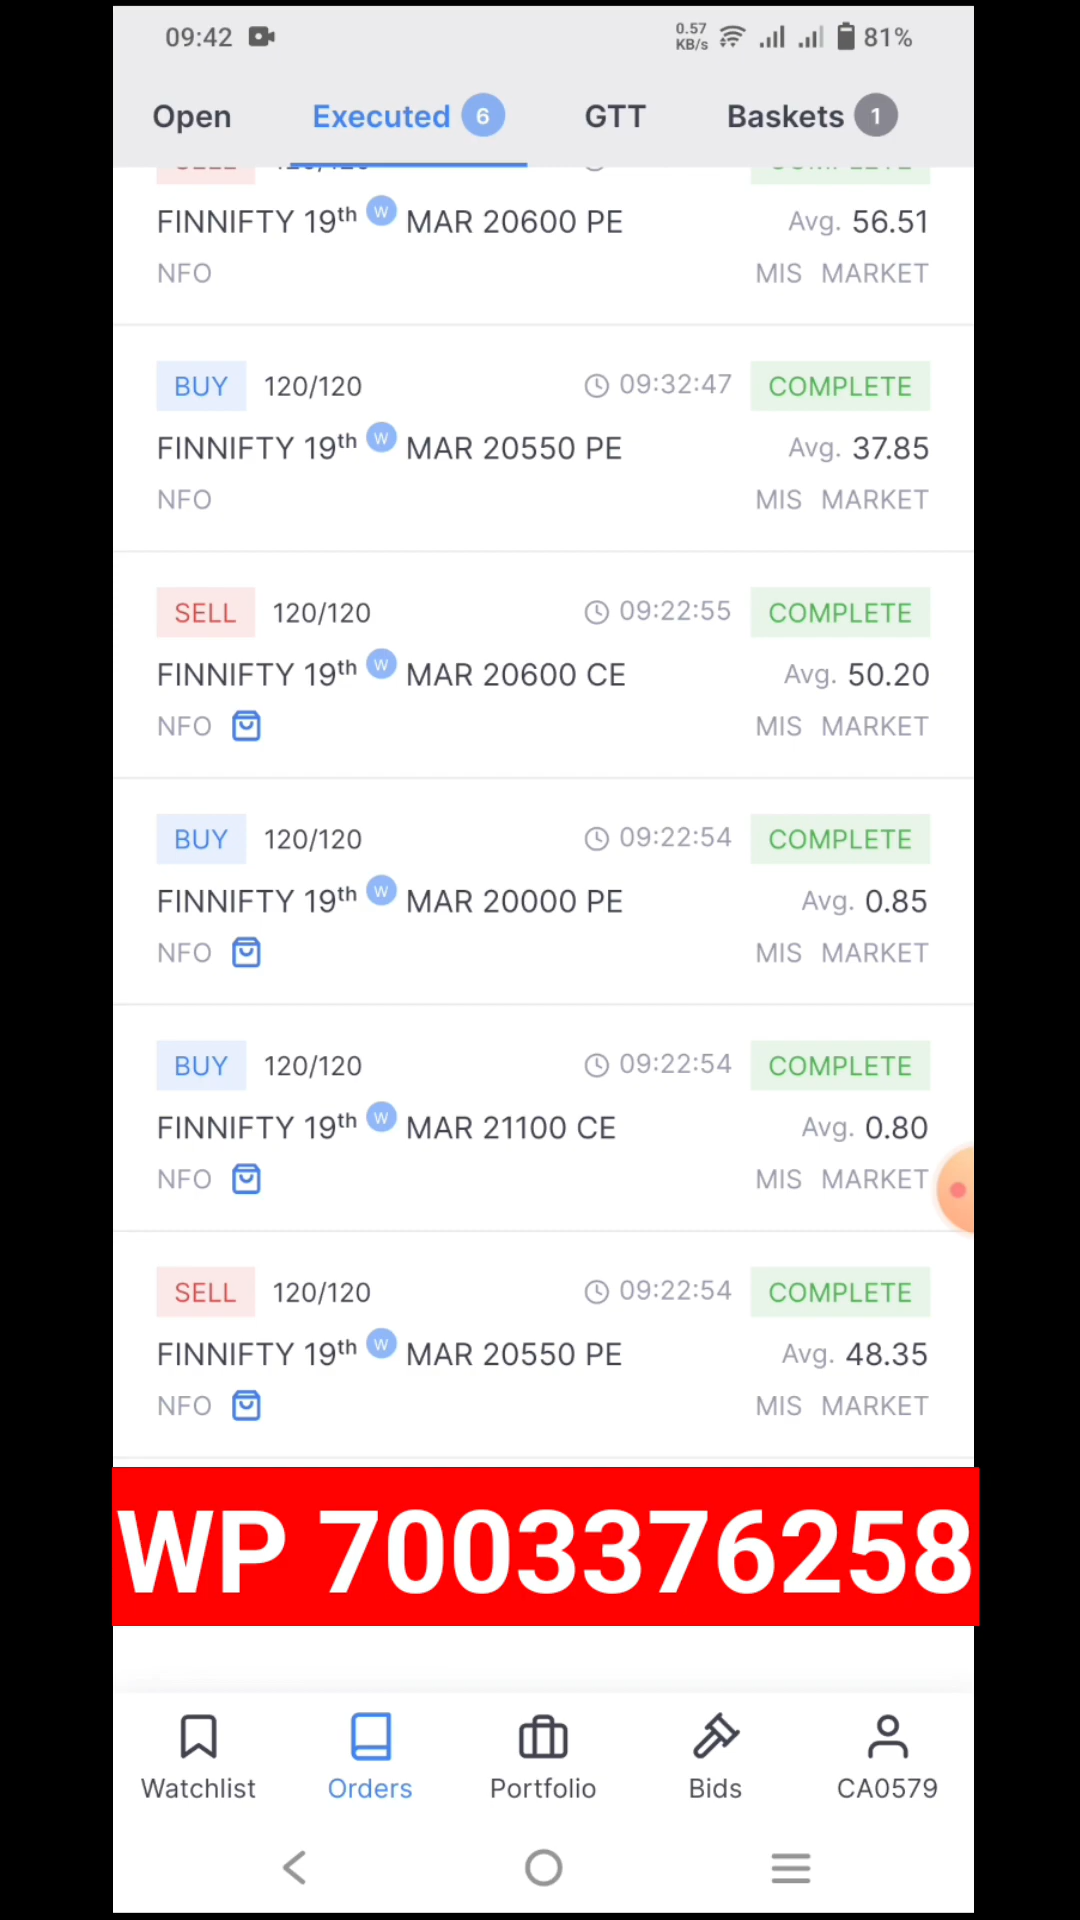 09:42 0.57 KB/s 81%
Open Executed 6 GTT Baskets 1
FINNIFTY 19th W MAR 20600 PE Avg. 56.51
NFO MIS MARKET
BUY 120/120 09:32:47 COMPLETE
FINNIFTY 19th W MAR 20550 PE Avg. 37.85
NFO MIS MARKET
SELL 120/120 09:22:55 COMPLETE
FINNIFTY 19th W MAR 20600 CE Avg. 50.20
NFO MIS MARKET
BUY 120/120 09:22:54 COMPLETE
FINNIFTY 19th W MAR 20000 PE Avg. 0.85
NFO MIS MARKET
BUY 120/120 09:22:54 COMPLETE
FINNIFTY 19th W MAR 21100 CE Avg. 0.80
NFO MIS MARKET
SELL 120/120 09:22:54 COMPLETE
FINNIFTY 19th W MAR 20550 PE Avg. 48.35
NFO MIS MARKET
WP 7003376258
Watchlist Orders Portfolio Bids CA0579